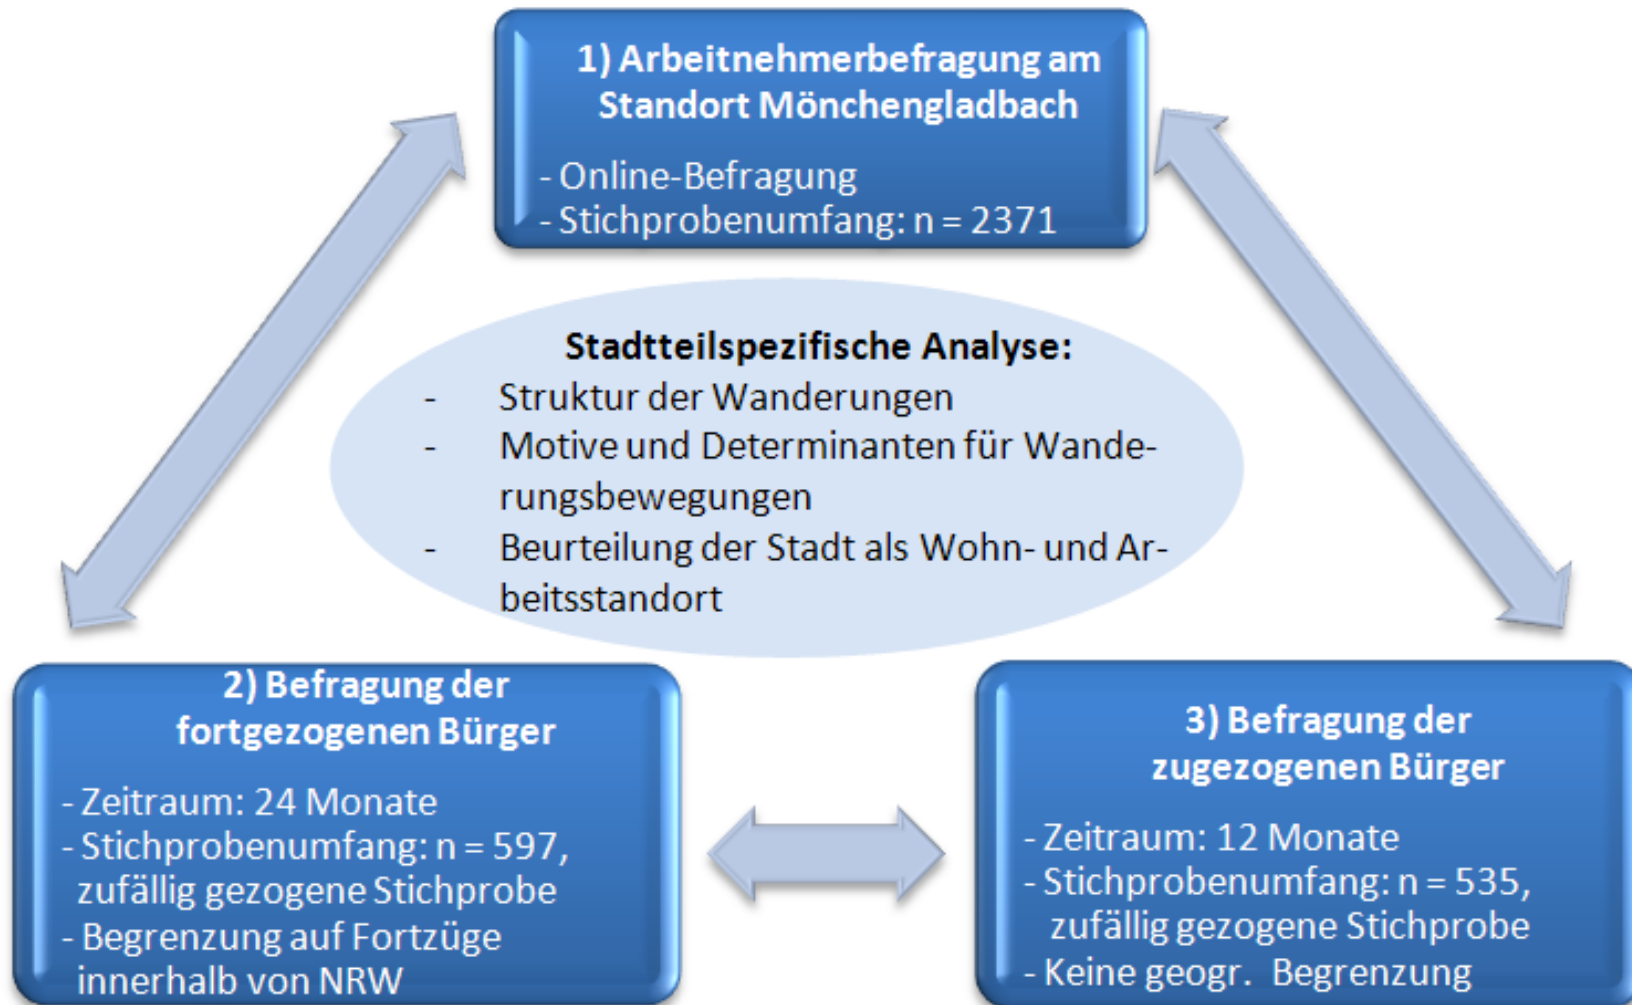 1) Arbeitnehmerbefragung am
Standort Mönchengladbach
- Online-Befragung
- Stichprobenumfang: n = 2371
Stadtteilspezifische Analyse:
- Struktur der Wanderungen
- Motive und Determinanten für Wande-
rungsbewegungen
- Beurteilung der Stadt als Wohn- und Ar-
beitsstandort
2) Befragung der
fortgezogenen Bürger
- Zeitraum: 24 Monate
- Stichprobenumfang: n = 597,
zufällig gezogene Stichprobe
- Begrenzung auf Fortzüge
innerhalb von NRW
3) Befragung der
zugezogenen Bürger
- Zeitraum: 12 Monate
- Stichprobenumfang: n = 535,
zufällig gezogene Stichprobe
- Keine geogr. Begrenzung